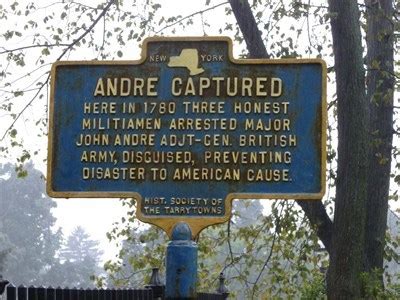 NEW YORK
ANDRE CAPTURED
HERE IN 1780 THREE HONEST
MILITIAMEN ARRESTED MAJOR
JOHN ANDRE ADJT-GEN. BRITISH
ARMY, DISGUISED, PREVENTING
DISASTER TO AMERICAN CAUSE.
HIST. SOCIETY OF
THE TARRYTOWNS